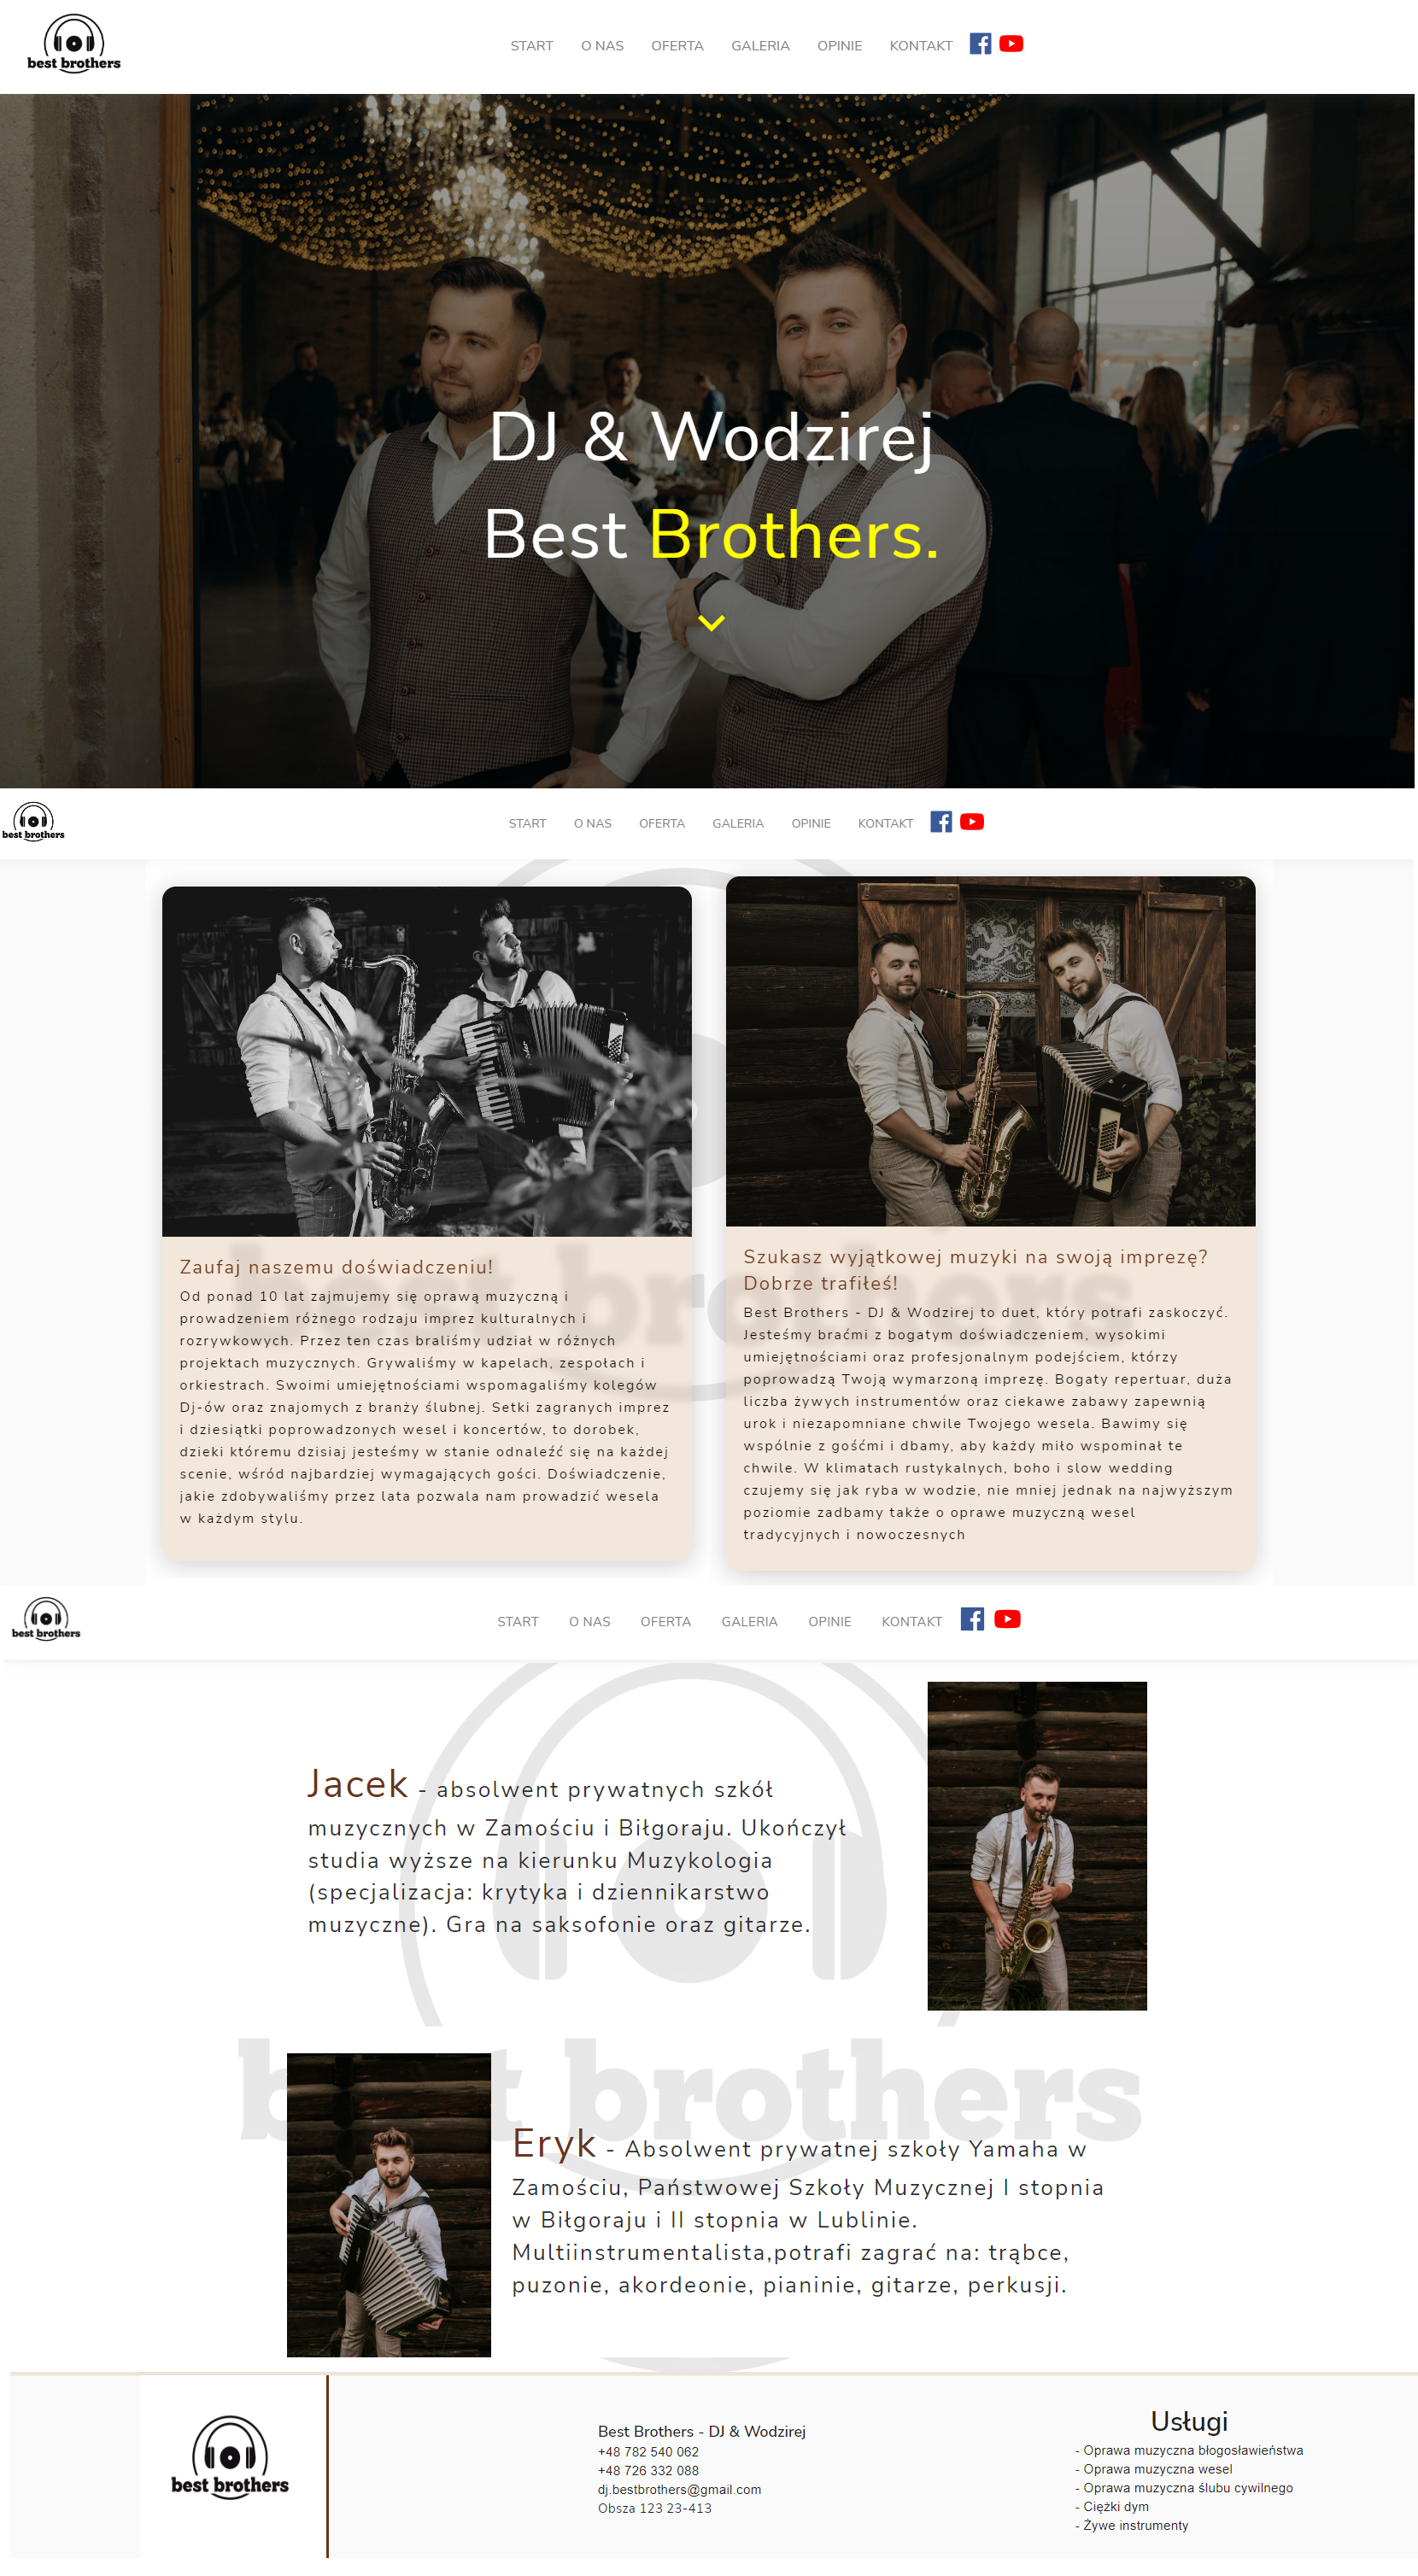 best brothers
START O NAS OFERTA GALERIA OPINIE KONTAKT
DJ & Wodzirej
Best Brothers.
best brothers
START O NAS OFERTA GALERIA OPINIE KONTAKT
Zaufaj naszemu doświadczeniu!
Od ponad 10 lat zajmujemy się oprawą muzyczną i
prowadzeniem różnego rodzaju imprez kulturalnych i
rozrywkowych. Przez ten czas braliśmy udział w różnych
projektach muzycznych. Grywaliśmy w kapelach, zespołach i
orkiestrach. Swoimi umiejętnościami wspomagaliśmy kolegów
Dj-ów oraz znajomych z branży ślubnej. Setki zagranych imprez
i dziesiątki poprowadzonych wesel i koncertów, to dorobek,
dzieki któremu dzisiaj jesteśmy w stanie odnaleźć się na każdej
scenie, wśród najbardziej wymagających gości. Doświadczenie,
jakie zdobywaliśmy przez lata pozwala nam prowadzić wesela
w każdym stylu.
Szukasz wyjątkowej muzyki na swoją imprezę?
Dobrze trafiłeś!
Best Brothers - DJ & Wodzirej to duet, który potrafi zaskoczyć.
Jesteśmy braćmi z bogatym doświadczeniem, wysokimi
umiejętnościami oraz profesjonalnym podejściem, którzy
poprowadzą Twoją wymarzoną imprezę. Bogaty repertuar, duża
liczba żywych instrumentów oraz ciekawe zabawy zapewnią
urok i niezapomniane chwile Twojego wesela. Bawimy się
wspólnie z gośćmi i dbamy, aby każdy miło wspominał te
chwile. W klimatach rustykalnych, boho i slow wedding
czujemy się jak ryba w wodzie, nie mniej jednak na najwyższym
poziomie zadbamy także o oprawe muzyczną wesel
tradycyjnych i nowoczesnych
best brothers
best brothers
START O NAS OFERTA GALERIA OPINIE KONTAKT
Jacek - absolwent prywatnych szkół
muzycznych w Zamościu i Biłgoraju. Ukończył
studia wyższe na kierunku Muzykologia
(specjalizacja: krytyka i dziennikarstwo
muzyczne). Gra na saksofonie oraz gitarze.
best brothers
Eryk - Absolwent prywatnej szkoły Yamaha w
Zamościu, Państwowej Szkoły Muzycznej I stopnia
w Biłgoraju i II stopnia w Lublinie.
Multiinstrumentalista,potrafi zagrać na: trąbce,
puzonie, akordeonie, pianinie, gitarze, perkusji.
best brothers
Best Brothers - DJ & Wodzirej
+48 782 540 062
+48 726 332 088
dj.bestbrothers@gmail.com
Obsza 123 23-413
Usługi
- Oprawa muzyczna błogosławieństwa
- Oprawa muzyczna wesel
- Oprawa muzyczna ślubu cywilnego
- Ciężki dym
- Żywe instrumenty